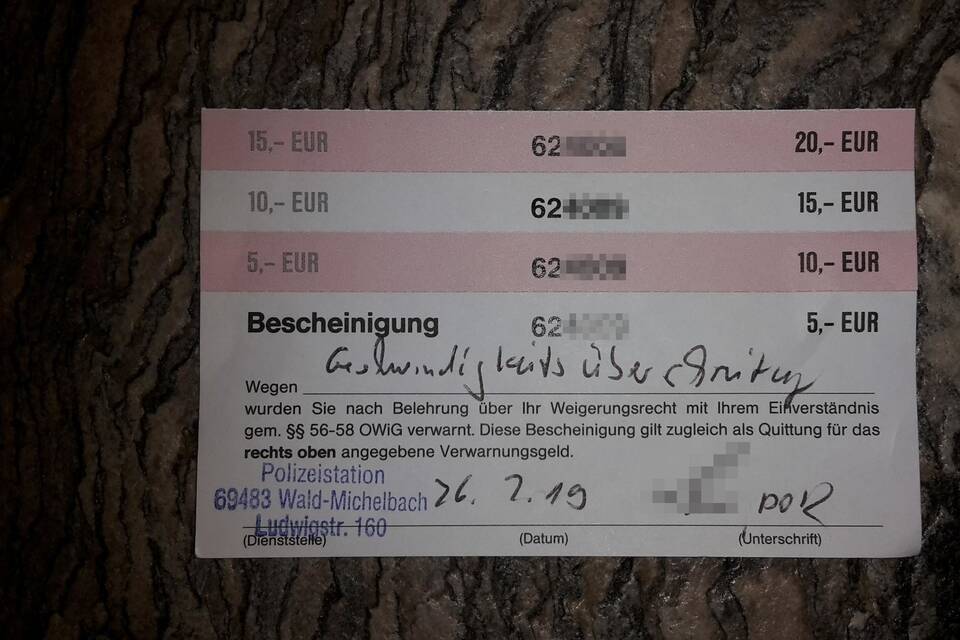 15,- EUR 62 20,- EUR
10,- EUR 62 15,- EUR
5,- EUR 62 10,- EUR
Bescheinigung 62 5,- EUR
Wegen Geschwindigkeitsüberschreitung
wurden Sie nach Belehrung über Ihr Weigerungsrecht mit Ihrem Einverständnis
gem. §§ 56-58 OWiG verwarnt. Diese Bescheinigung gilt zugleich als Quittung für das
rechts oben angegebene Verwarnungsgeld.
Polizeistation
69483 Wald-Michelbach 26. 2.19 POR
Ludwigstr. 160
(Dienststelle) (Datum) (Unterschrift)